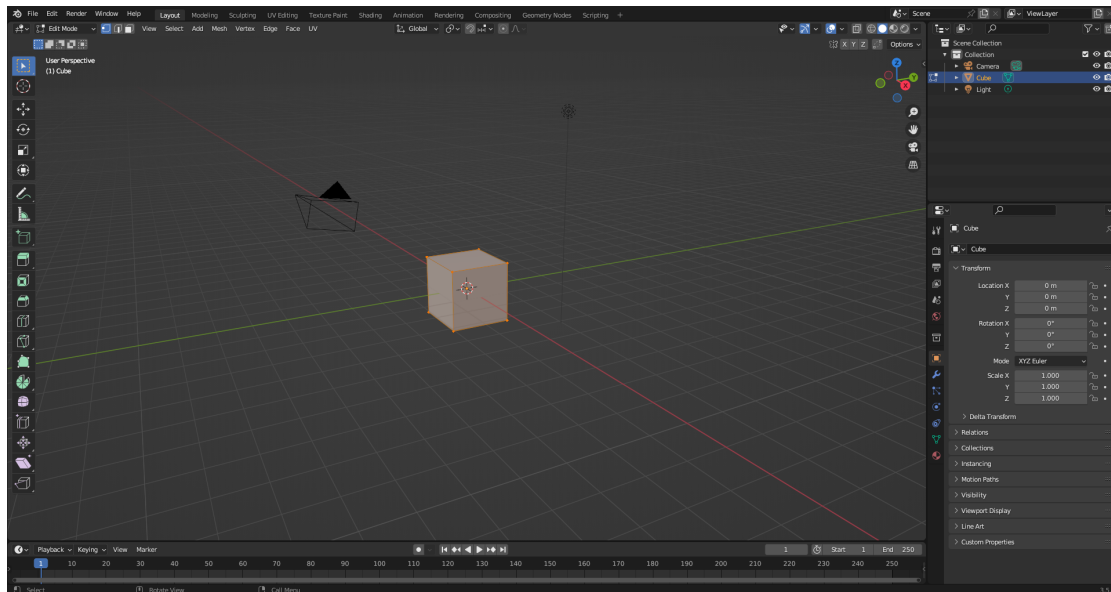 File Edit Render Window Help Layout Modeling Sculpting UV Editing Texture Paint Shading Animation Rendering Compositing Geometry Nodes Scripting + Scene ViewLayer
Edit Mode View Select Add Mesh Vertex Edge Face UV Global
X Y Z Options
User Perspective
(1) Cube
Z
Y
X
Scene Collection
Collection
Camera
Cube
Light
Cube
Cube
Transform
Location X 0 m
Y 0 m
Z 0 m
Rotation X 0°
Y 0°
Z 0°
Mode XYZ Euler
Scale X 1.000
Y 1.000
Z 1.000
Delta Transform
Relations
Collections
Instancing
Motion Paths
Visibility
Viewport Display
Line Art
Custom Properties
Playback Keying View Marker 1 Start 1 End 250
1 10 20 30 40 50 60 70 80 90 100 110 120 130 140 150 160 170 180 190 200 210 220 230 240 250
Select Rotate View Call Menu